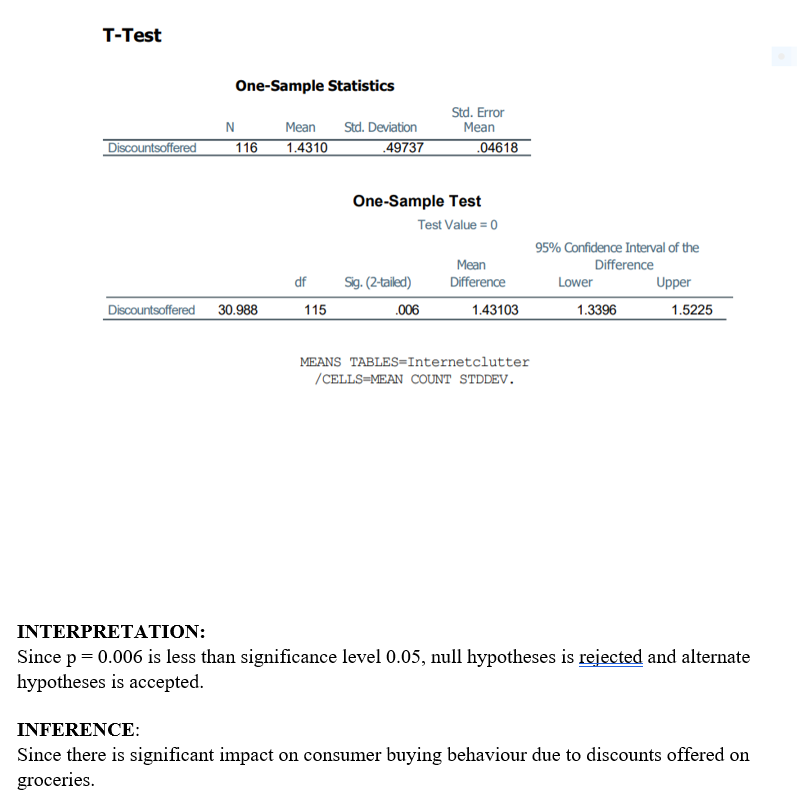 T-Test
One-Sample Statistics
N Mean Std. Deviation Std. Error Mean
Discountsoffered 116 1.4310 .49737 .04618
One-Sample Test
Test Value = 0
95% Confidence Interval of the Difference
df Sig. (2-tailed) Mean Difference Lower Upper
Discountsoffered 30.988 115 .006 1.43103 1.3396 1.5225
MEANS TABLES=Internetclutter
/CELLS=MEAN COUNT STDDEV.
INTERPRETATION:
Since p = 0.006 is less than significance level 0.05, null hypotheses is rejected and alternate
hypotheses is accepted.
INFERENCE:
Since there is significant impact on consumer buying behaviour due to discounts offered on
groceries.